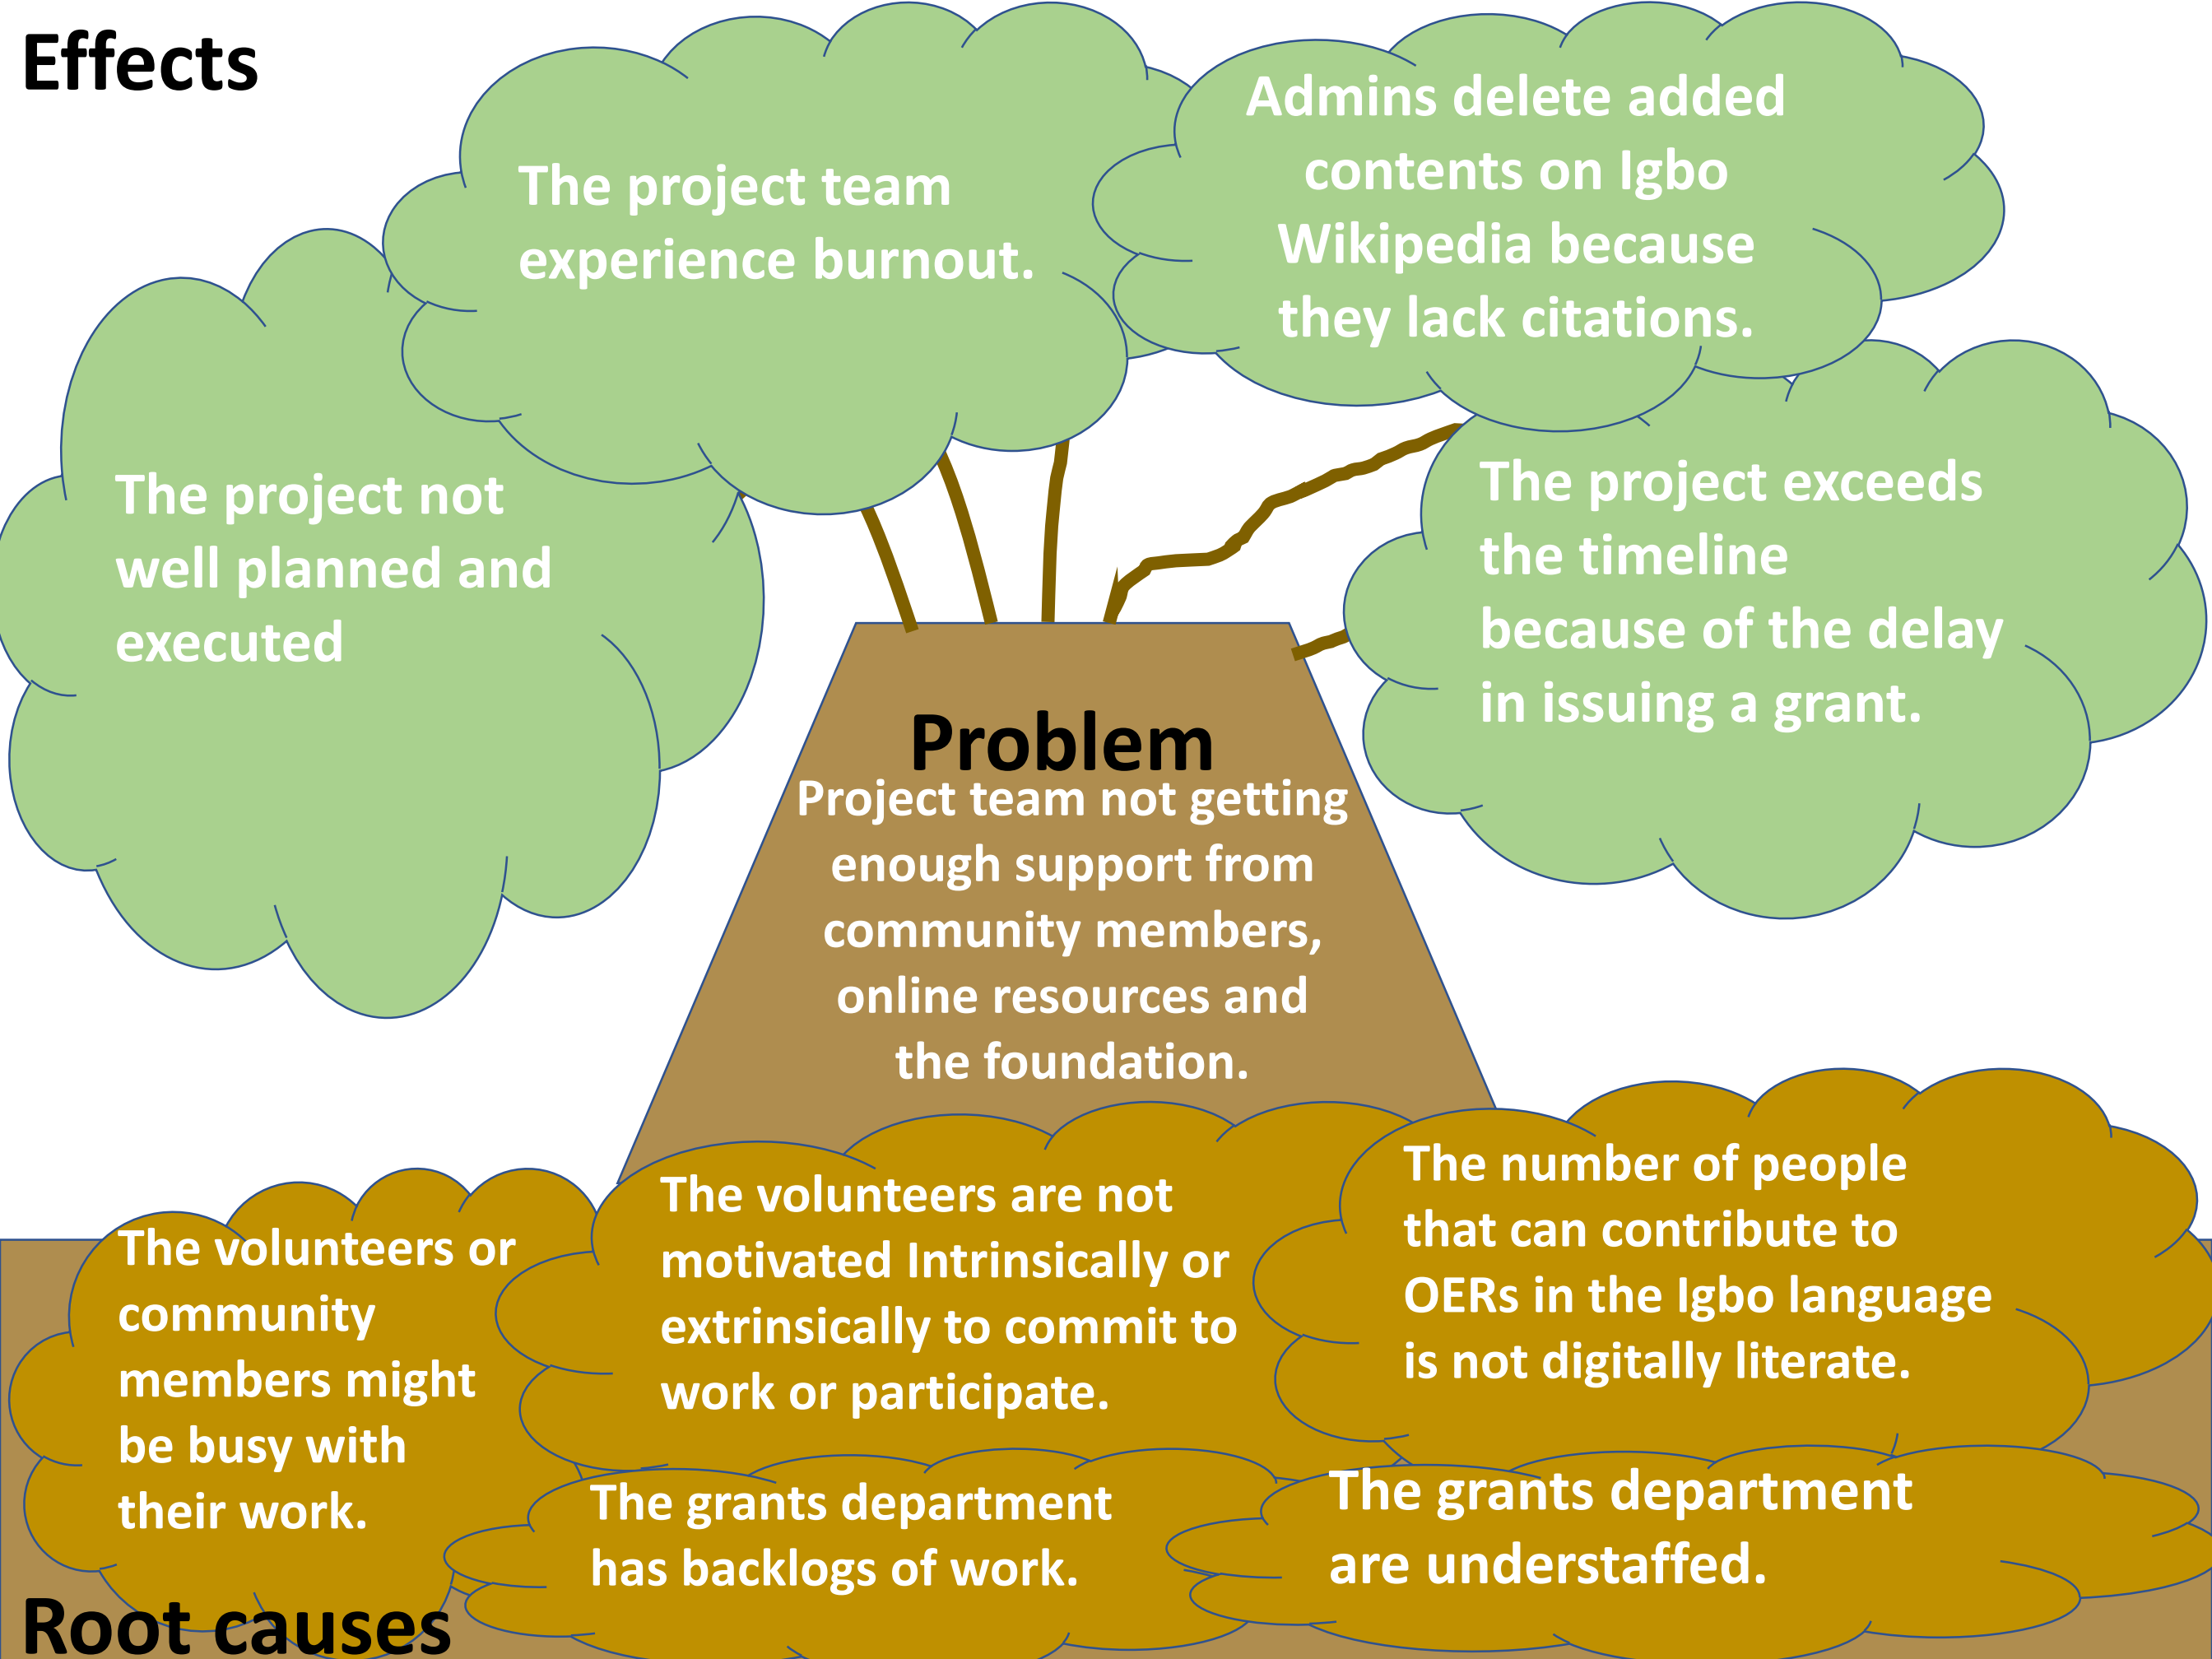 Effects
The project team
experience burnout.
Admins delete added
contents on Igbo
Wikipedia because
they lack citations.
The project not
well planned and
executed
The project exceeds
the timeline
because of the delay
in issuing a grant.
Problem
Project team not getting
enough support from
community members,
online resources and
the foundation.
The volunteers or
community
members might
be busy with
their work.
The volunteers are not
motivated Intrinsically or
extrinsically to commit to
work or participate.
The number of people
that can contribute to
OERs in the Igbo language
is not digitally literate.
The grants department
has backlogs of work.
The grants department
are understaffed.
Root causes